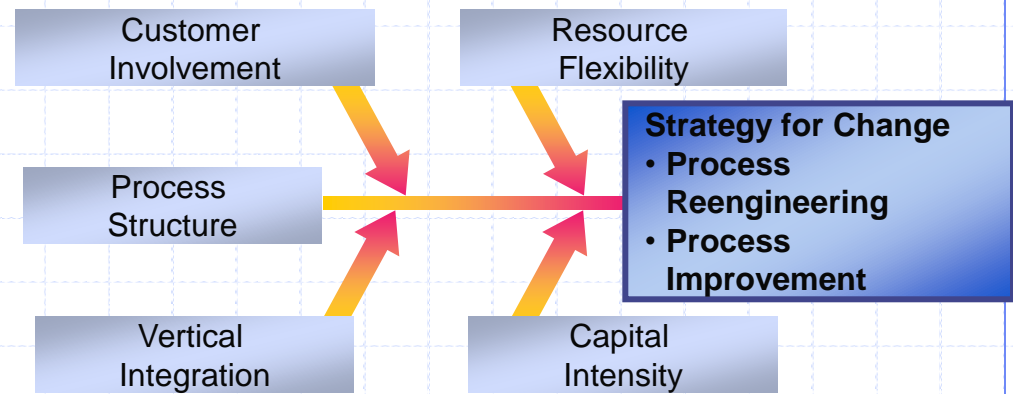 Customer
Involvement
Resource
Flexibility
Strategy for Change
• Process
Reengineering
• Process
Improvement
Process
Structure
Vertical
Integration
Capital
Intensity